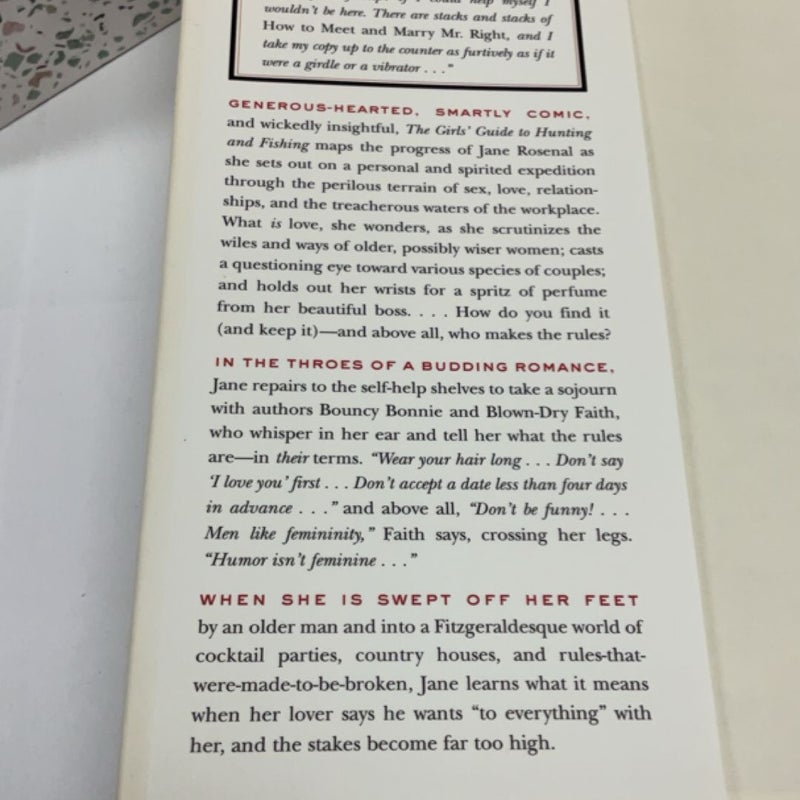 help myself I
wouldn't be here. There are stacks and stacks of
How to Meet and Marry Mr. Right, and I
take my copy up to the counter as furtively as if it
were a girdle or a vibrator . . ."
GENEROUS-HEARTED, SMARTLY COMIC,
and wickedly insightful, The Girls' Guide to Hunting
and Fishing maps the progress of Jane Rosenal as
she sets out on a personal and spirited expedition
through the perilous terrain of sex, love, relation-
ships, and the treacherous waters of the workplace.
What is love, she wonders, as she scrutinizes the
wiles and ways of older, possibly wiser women; casts
a questioning eye toward various species of couples;
and holds out her wrists for a spritz of perfume
from her beautiful boss. . . . How do you find it
(and keep it)—and above all, who makes the rules?
IN THE THROES OF A BUDDING ROMANCE,
Jane repairs to the self-help shelves to take a sojourn
with authors Bouncy Bonnie and Blown-Dry Faith,
who whisper in her ear and tell her what the rules
are—in their terms. "Wear your hair long . . . Don't say
'I love you' first . . . Don't accept a date less than four days
in advance . . ." and above all, "Don't be funny! . . .
Men like femininity," Faith says, crossing her legs.
"Humor isn't feminine . . ."
WHEN SHE IS SWEPT OFF HER FEET
by an older man and into a Fitzgeraldesque world of
cocktail parties, country houses, and rules-that-
were-made-to-be-broken, Jane learns what it means
when her lover says he wants "to everything" with
her, and the stakes become far too high.